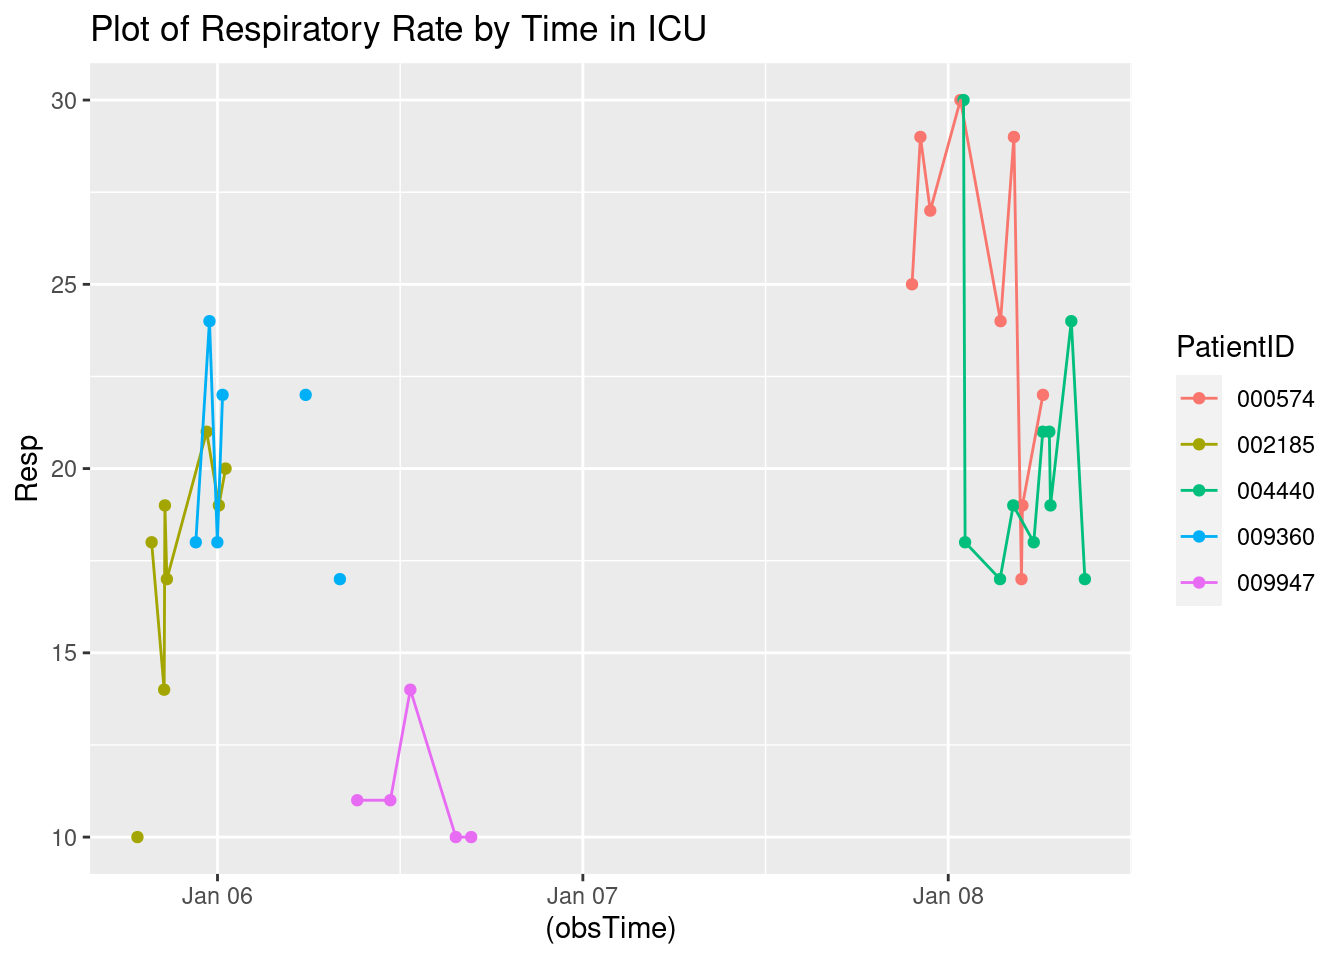 Plot of Respiratory Rate by Time in ICU
30
25
20
15
10
Resp
Jan 06
Jan 07
Jan 08
(obsTime)
PatientID
000574
002185
004440
009360
009947